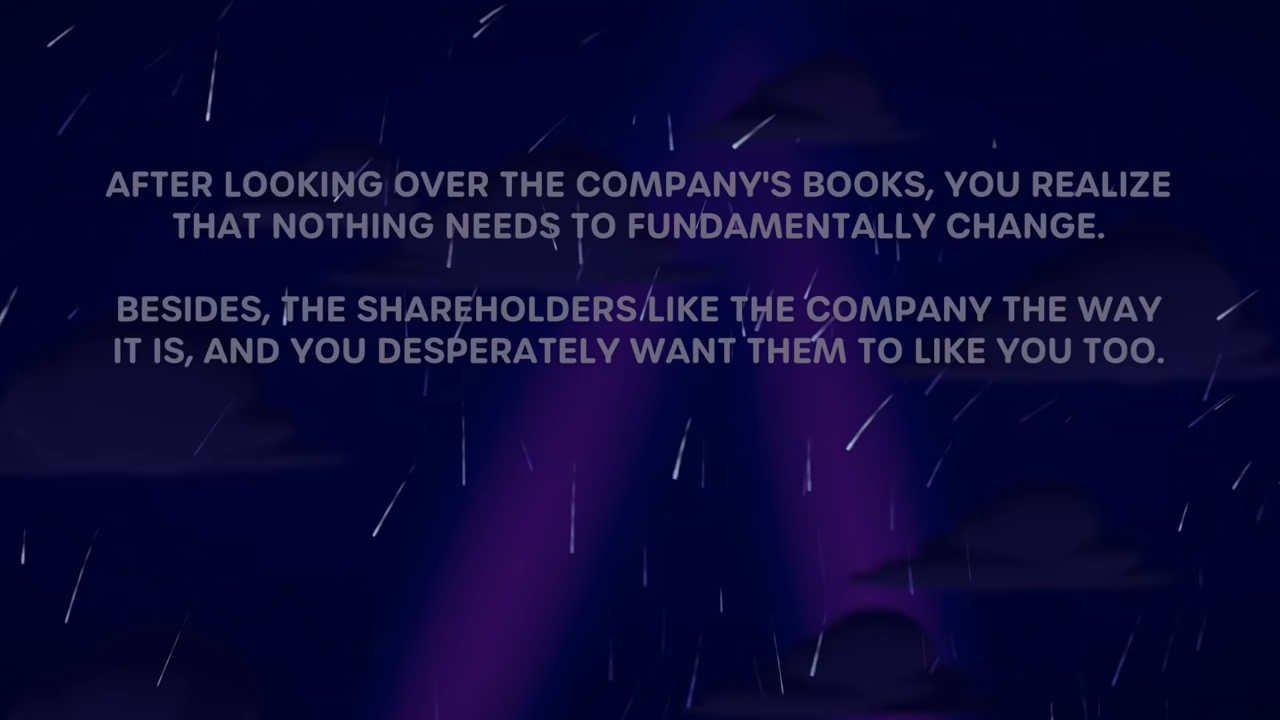 AFTER LOOKING OVER THE COMPANY'S BOOKS, YOU REALIZE
THAT NOTHING NEEDS TO FUNDAMENTALLY CHANGE.
BESIDES, THE SHAREHOLDERS LIKE THE COMPANY THE WAY
IT IS, AND YOU DESPERATELY WANT THEM TO LIKE YOU TOO.